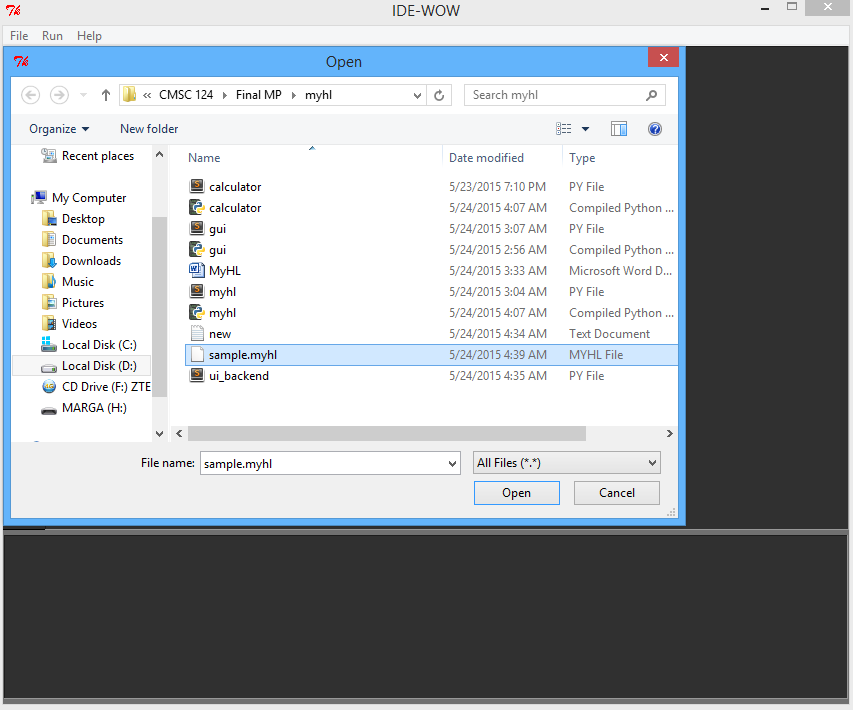 IDE-WOW
File Run Help
Open
« CMSC 124 Final MP myhl Search myhl
Organize New folder
Name Date modified Type
Recent places
My Computer
Desktop
Documents
Downloads
Music
Pictures
Videos
Local Disk (C:)
Local Disk (D:)
CD Drive (F:) ZTE
MARGA (H:)
calculator 5/23/2015 7:10 PM PY File
calculator 5/24/2015 4:07 AM Compiled Python ...
gui 5/24/2015 3:07 AM PY File
gui 5/24/2015 2:56 AM Compiled Python ...
MyHL 5/24/2015 3:33 AM Microsoft Word D...
myhl 5/24/2015 3:04 AM PY File
myhl 5/24/2015 4:07 AM Compiled Python ...
new 5/24/2015 4:34 AM Text Document
sample.myhl 5/24/2015 4:39 AM MYHL File
ui_backend 5/24/2015 4:35 AM PY File
File name: sample.myhl All Files (*.*)
Open Cancel